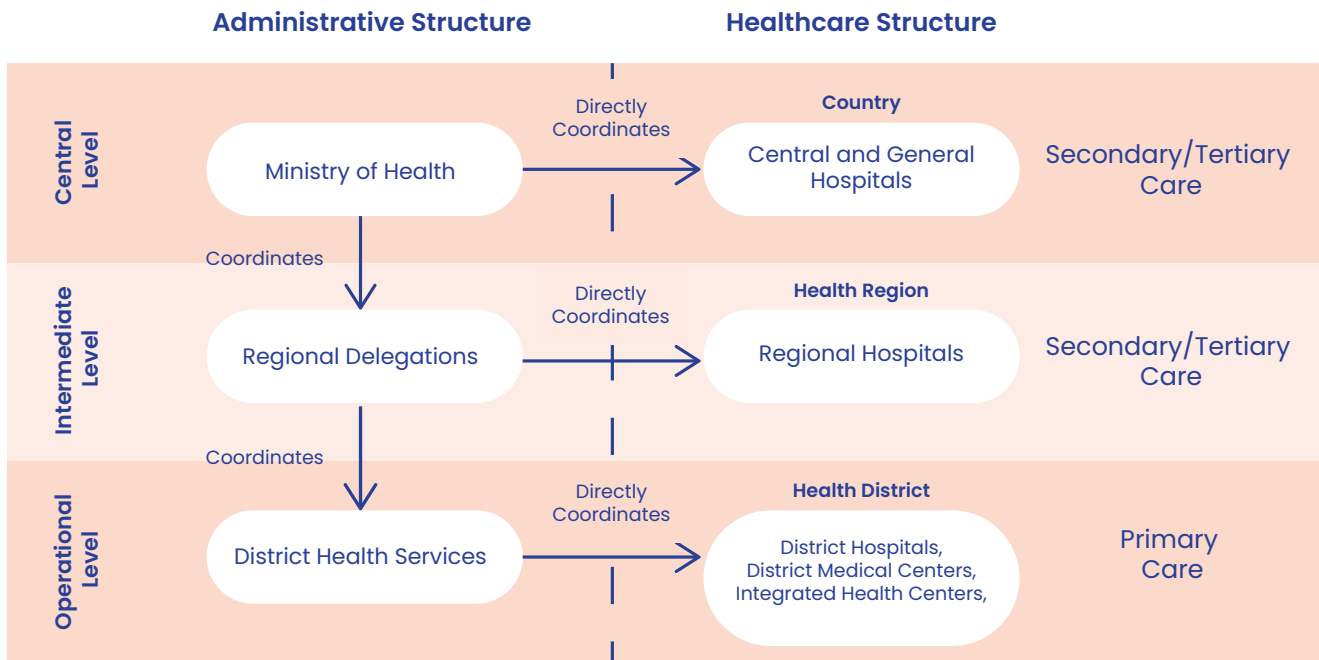 Administrative Structure
Healthcare Structure
Central
Level
Ministry of Health
Directly
Coordinates
Country
Central and General
Hospitals
Secondary/Tertiary
Care
Coordinates
Intermediate
Level
Regional Delegations
Directly
Coordinates
Health Region
Regional Hospitals
Secondary/Tertiary
Care
Coordinates
Operational
Level
District Health Services
Directly
Coordinates
Health District
District Hospitals,
District Medical Centers,
Integrated Health Centers,
Primary
Care